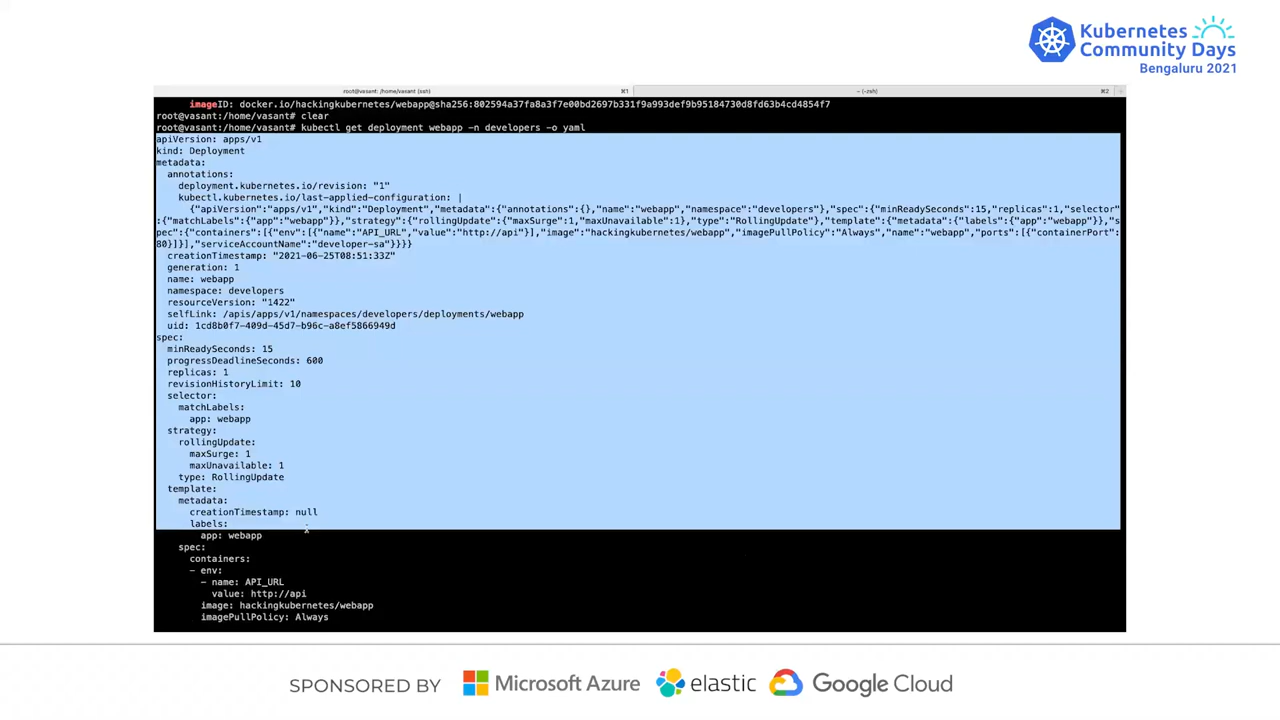 Kubernetes
Community Days
Bengaluru 2021
root@vasant: /home/vasant (ssh)
⌘1
~ (-zsh)
⌘2
imageID: docker.io/hackingkubernetes/webapp@sha256:802594a37fa8a3f7e00bd2697b331f9a993def9b95184730d8fd63b4cd4854f7
root@vasant:/home/vasant# clear
root@vasant:/home/vasant# kubectl get deployment webapp -n developers -o yaml
apiVersion: apps/v1
kind: Deployment
metadata:
annotations:
deployment.kubernetes.io/revision: "1"
kubectl.kubernetes.io/last-applied-configuration: |
{"apiVersion":"apps/v1","kind":"Deployment","metadata":{"annotations":{},"name":"webapp","namespace":"developers"},"spec":{"minReadySeconds":15,"replicas":1,"selector"
:{"matchLabels":{"app":"webapp"}},"strategy":{"rollingUpdate":{"maxSurge":1,"maxUnavailable":1},"type":"RollingUpdate"},"template":{"metadata":{"labels":{"app":"webapp"}},"s
pec":{"containers":[{"env":[{"name":"API_URL","value":"http://api"}],"image":"hackingkubernetes/webapp","imagePullPolicy":"Always","name":"webapp","ports":[{"containerPort":
80}]}],"serviceAccountName":"developer-sa"}}}}
creationTimestamp: "2021-06-25T08:51:33Z"
generation: 1
name: webapp
namespace: developers
resourceVersion: "1422"
selfLink: /apis/apps/v1/namespaces/developers/deployments/webapp
uid: 1cd8b0f7-409d-45d7-b96c-a8ef5866949d
spec:
minReadySeconds: 15
progressDeadlineSeconds: 600
replicas: 1
revisionHistoryLimit: 10
selector:
matchLabels:
app: webapp
strategy:
rollingUpdate:
maxSurge: 1
maxUnavailable: 1
type: RollingUpdate
template:
metadata:
creationTimestamp: null
labels:
app: webapp
spec:
containers:
- env:
- name: API_URL
value: http://api
image: hackingkubernetes/webapp
imagePullPolicy: Always
SPONSORED BY Microsoft Azure elastic Google Cloud